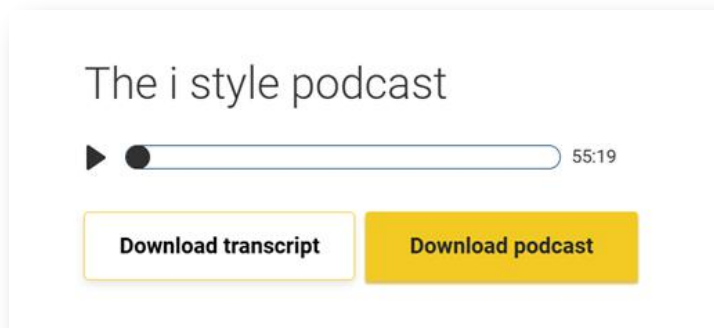 The i style podcast
55:19
Download transcript
Download podcast